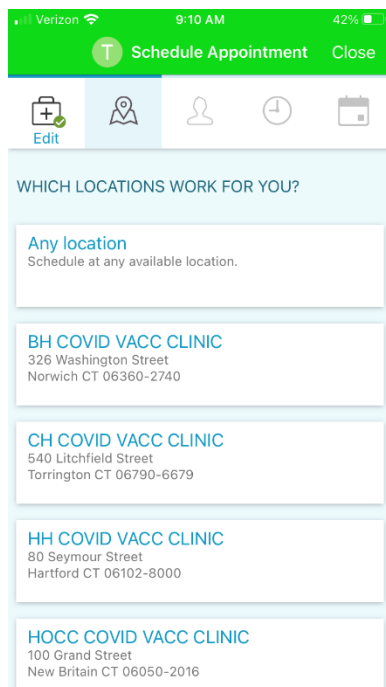 Verizon 9:10 AM 42%
T Schedule Appointment Close
Edit
WHICH LOCATIONS WORK FOR YOU?
Any location
Schedule at any available location.
BH COVID VACC CLINIC
326 Washington Street
Norwich CT 06360-2740
CH COVID VACC CLINIC
540 Litchfield Street
Torrington CT 06790-6679
HH COVID VACC CLINIC
80 Seymour Street
Hartford CT 06102-8000
HOCC COVID VACC CLINIC
100 Grand Street
New Britain CT 06050-2016